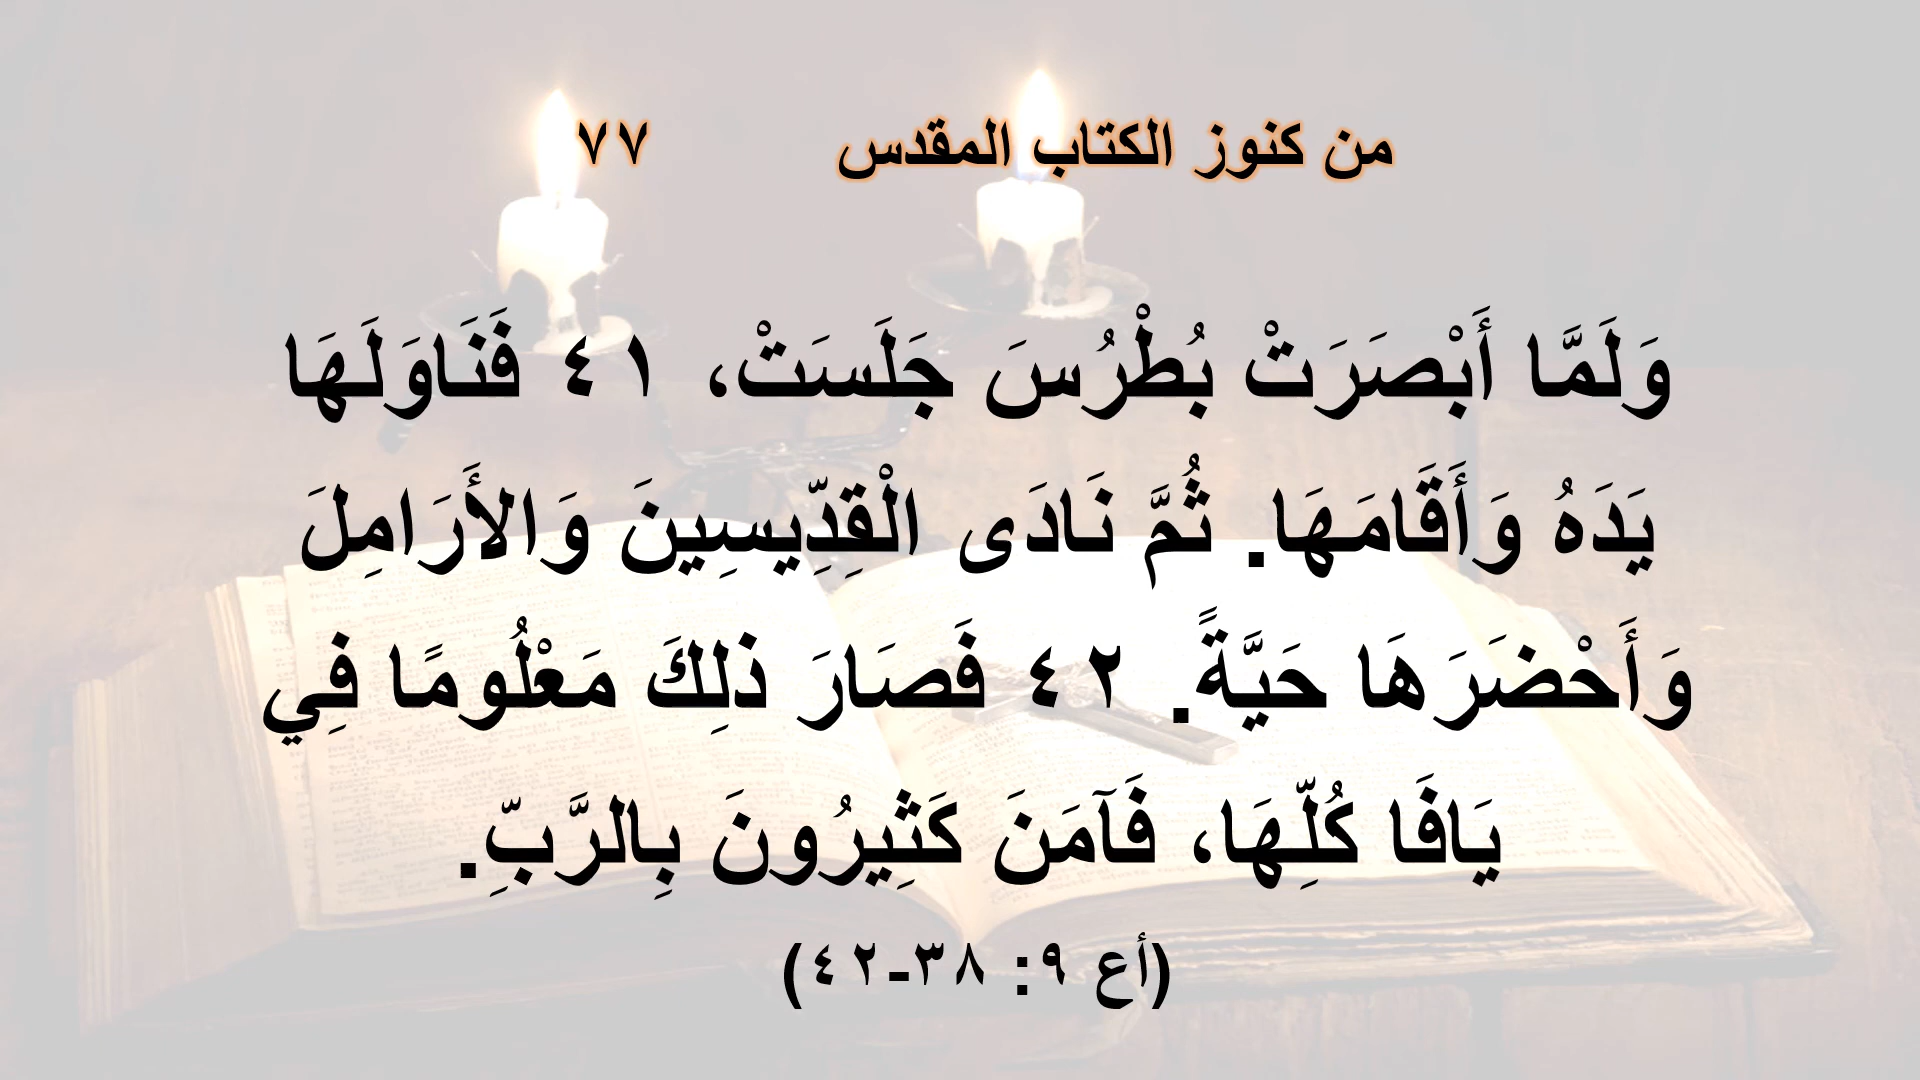 من كنوز الكتاب المقدس ٧٧
وَلَمَّا أَبْصَرَتْ بُطْرُسَ جَلَسَتْ، ٤١ فَنَاوَلَهَا
يَدَهُ وَأَقَامَهَا. ثُمَّ نَادَى الْقِدِّيسِينَ وَالأَرَامِلَ
وَأَحْضَرَهَا حَيَّةً. ٤٢ فَصَارَ ذلِكَ مَعْلُومًا فِي
يَافَا كُلِّهَا، فَآمَنَ كَثِيرُونَ بِالرَّبِّ.
(أع ٩: ٣٨-٤٢)